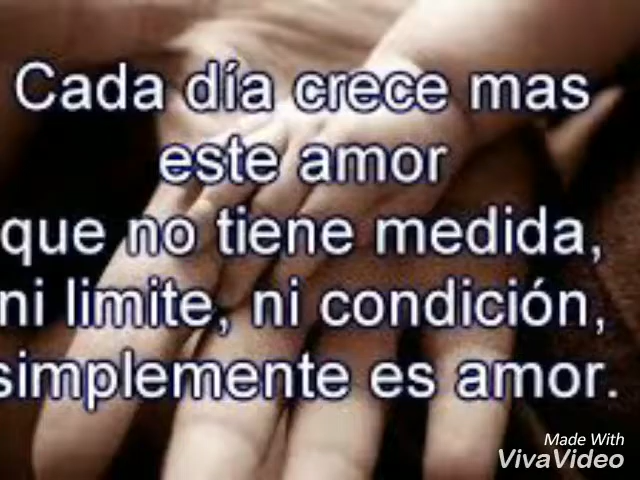 Cada día crece mas
este amor
que no tiene medida,
ni limite, ni condición,
simplemente es amor.
Made With
VivaVideo